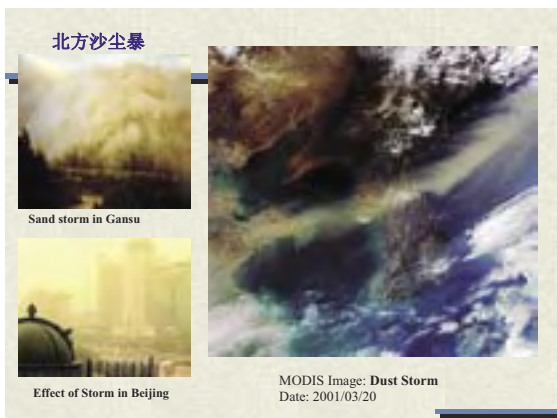 北方沙尘暴
Sand storm in Gansu
Effect of Storm in Beijing
MODIS Image: Dust Storm
Date: 2001/03/20